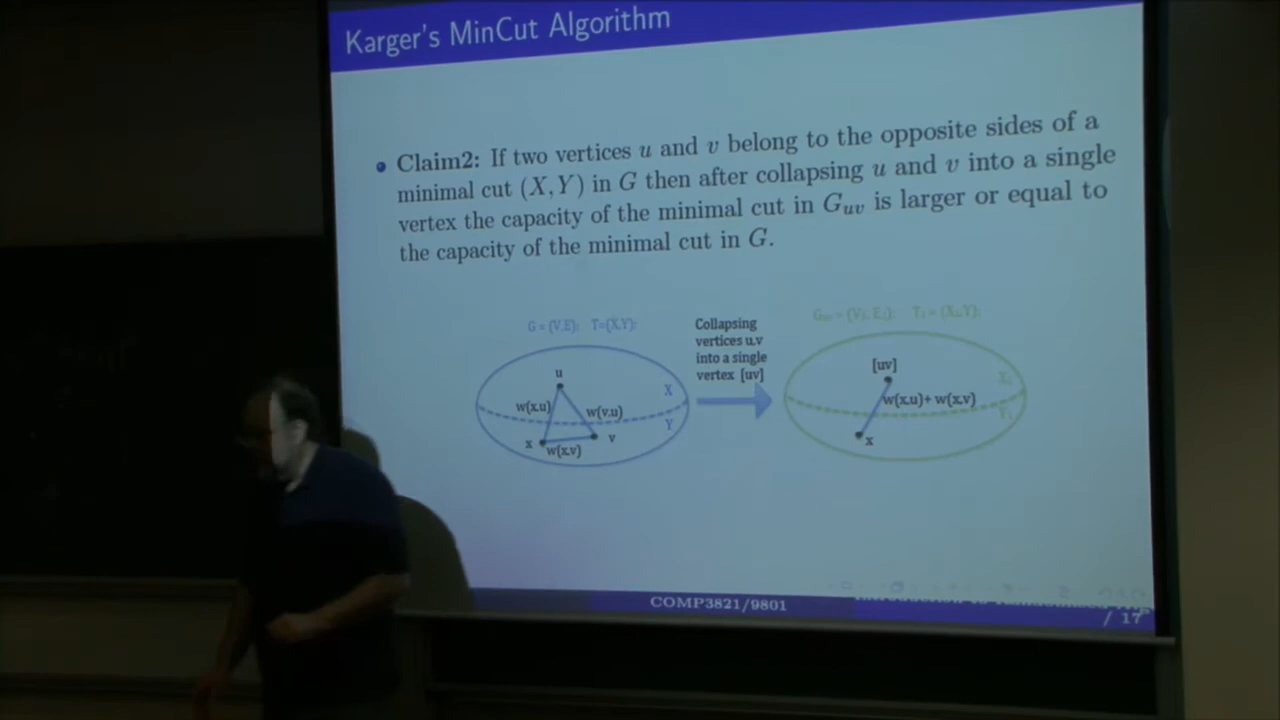 Karger's MinCut Algorithm
Claim2: If two vertices u and v belong to the opposite sides of a
minimal cut (X, Y) in G then after collapsing u and v into a single
vertex the capacity of the minimal cut in Guv is larger or equal to
the capacity of the minimal cut in G.
G = (V,E); T=(X,Y);
Collapsing
vertices u,v
into a single
vertex [uv]
u
w(x,u)
w(v,u)
X
Y
x
w(x,v)
v
[uv]
w(x,u)+ w(x,v)
x
COMP3821/9801
/ 17